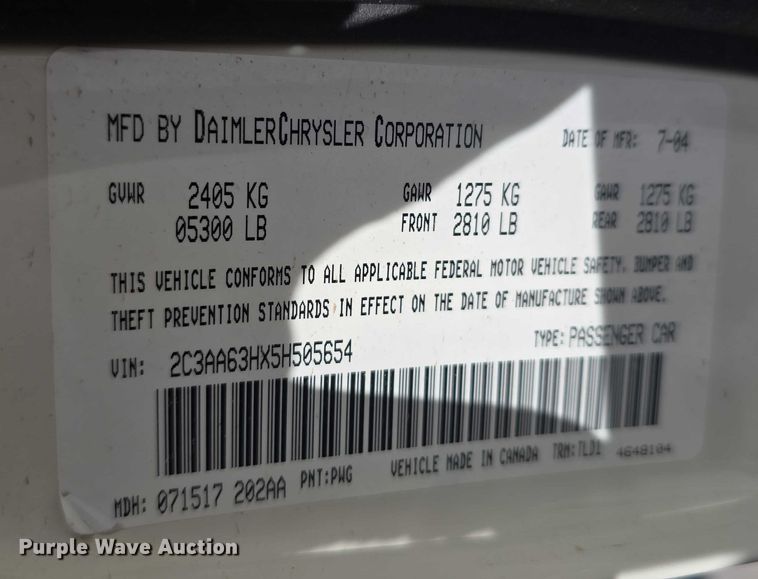 MFD BY DAIMLERCHRYSLER CORPORATION DATE OF MFR: 7-04
GVWR 2405 KG GAWR 1275 KG GAWR 1275 KG
05300 LB FRONT 2810 LB REAR 2810 LB
THIS VEHICLE CONFORMS TO ALL APPLICABLE FEDERAL MOTOR VEHICLE SAFETY, BUMPER AND
THEFT PREVENTION STANDARDS IN EFFECT ON THE DATE OF MANUFACTURE SHOWN ABOVE.
VIN: 2C3AA63HX5H505654 TYPE: PASSENGER CAR
MDH: 071517 202AA PNT: PWG VEHICLE MADE IN CANADA TRM: TLD1 4648104
Purple Wave Auction